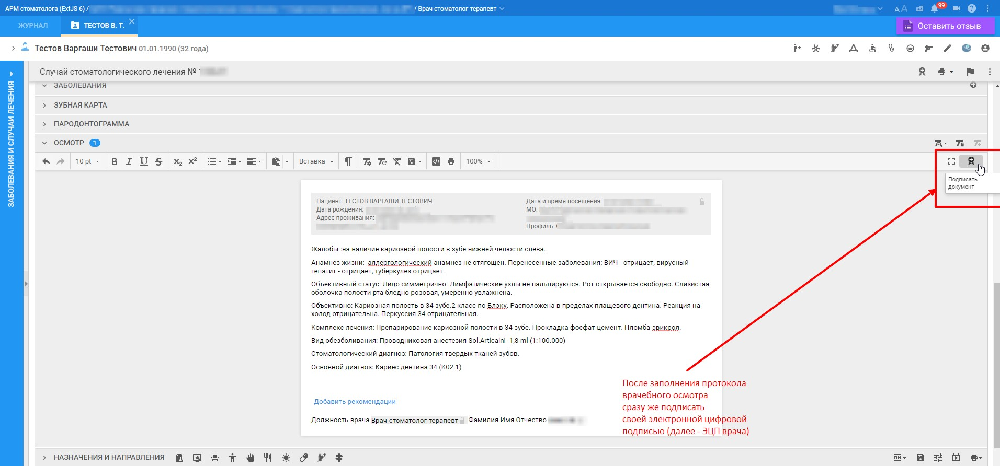 АРМ стоматолога (ExtJS 6) / / Врач-стоматолог-терапевт
AA 99
ЖУРНАЛ ТЕСТОВ В. Т. Оставить отзыв
Тестов Варгаши Тестович 01.01.1990 (32 года)
Случай стоматологического лечения №
ЗАБОЛЕВАНИЯ И СЛУЧАИ ЛЕЧЕНИЯ
ЗАБОЛЕВАНИЯ
ЗУБНАЯ КАРТА
ПАРОДОНТОГРАММА
ОСМОТР 1
10 pt B I U S X2 X2 Вставка ¶ 100%
Подписать
документ
Пациент: ТЕСТОВ ВАРГАШИ ТЕСТОВИЧ
Дата рождения:
Адрес проживания:
Дата и время посещения:
МО:
Профиль:
Жалобы :на наличие кариозной полости в зубе нижней челюсти слева.
Анамнез жизни: аллергологический анамнез не отягощен. Перенесенные заболевания: ВИЧ - отрицает, вирусный
гепатит - отрицает, туберкулез отрицает.
Объективный статус: Лицо симметрично. Лимфатические узлы не пальпируются. Рот открывается свободно. Слизистая
оболочка полости рта бледно-розовая, умеренно увлажнена.
Объективно: Кариозная полость в 34 зубе.2 класс по Блэку. Расположена в пределах плащевого дентина. Реакция на
холод отрицательна. Перкуссия 34 отрицательная.
Комплекс лечения: Препарирование кариозной полости в 34 зубе. Прокладка фосфат-цемент. Пломба эвикрол.
Вид обезболивания: Проводниковая анестезия Sol.Articaini -1,8 ml (1:100.000)
Стоматологический диагноз: Патология твердых тканей зубов.
Основной диагноз: Кариес дентина 34 (K02.1)
Добавить рекомендации
Должность врача Врач-стоматолог-терапевт Фамилия Имя Отчество
После заполнения протокола
врачебного осмотра
сразу же подписать
своей электронной цифровой
подписью (далее - ЭЦП врача)
НАЗНАЧЕНИЯ И НАПРАВЛЕНИЯ